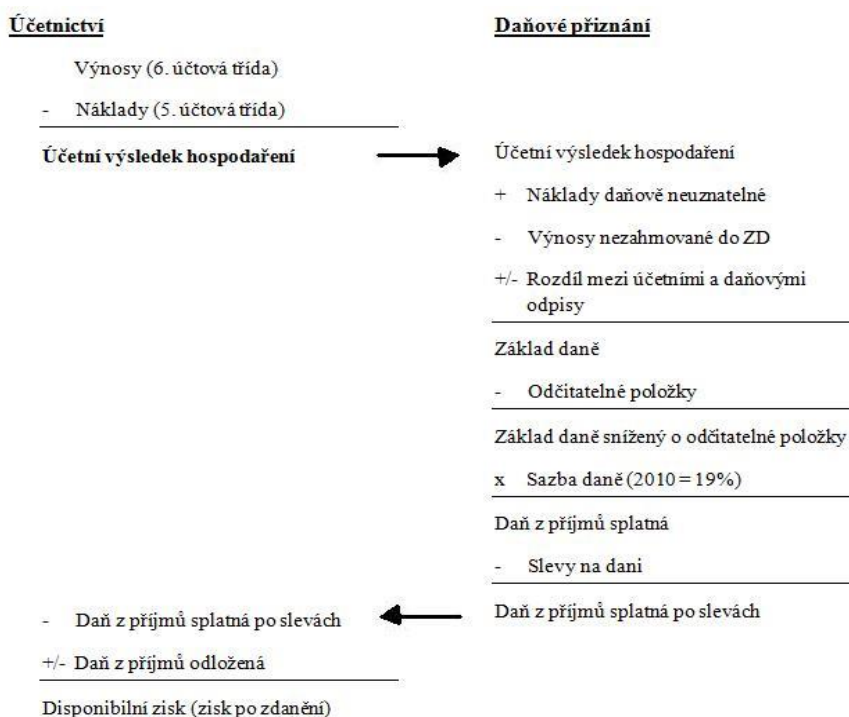 Účetnictví
Výnosy (6. účtová třída)
- Náklady (5. účtová třída)
Účetní výsledek hospodaření
Daňové přiznání
Účetní výsledek hospodaření
+ Náklady daňově neuznatelné
- Výnosy nezahrnované do ZD
+/- Rozdíl mezi účetními a daňovými
odpisy
Základ daně
- Odčitatelné položky
Základ daně snížený o odčitatelné položky
x Sazba daně (2010 = 19%)
Daň z příjmů splatná
- Slevy na dani
Daň z příjmů splatná po slevách
- Daň z příjmů splatná po slevách
+/- Daň z příjmů odložená
Disponibilní zisk (zisk po zdanění)